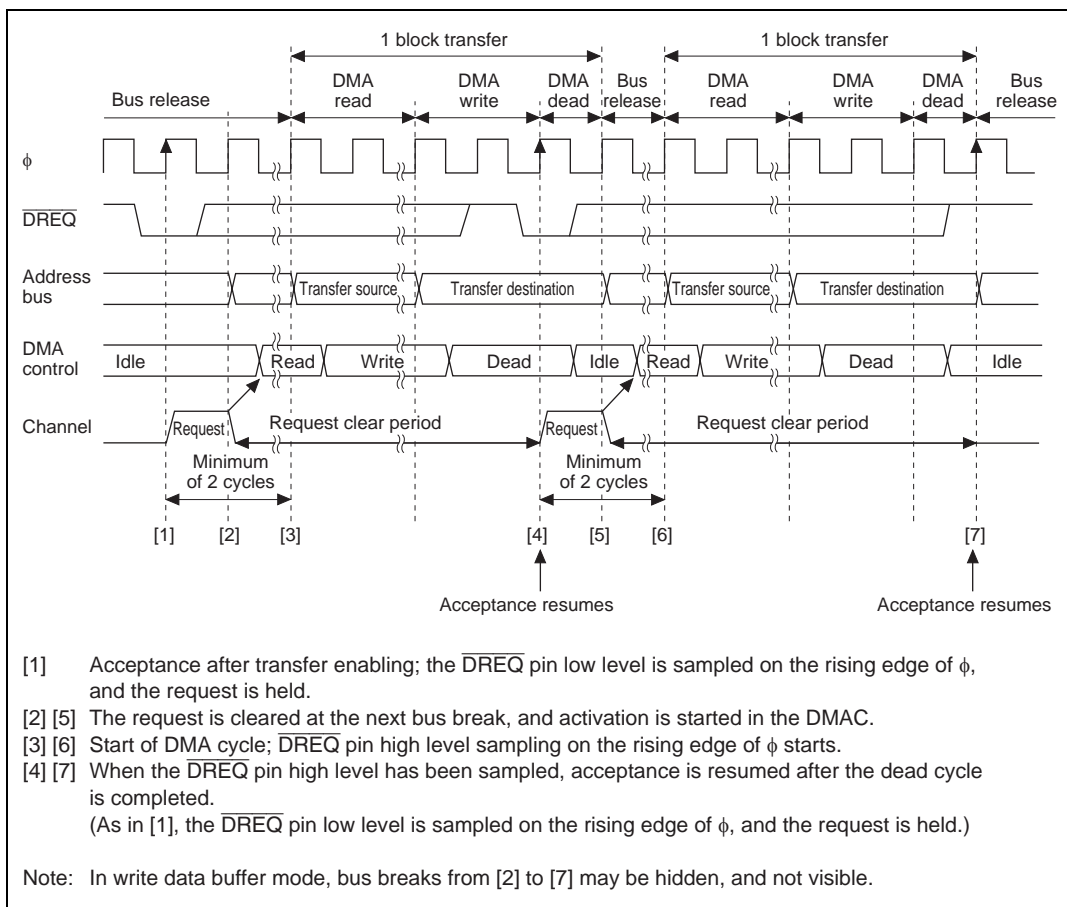 1 block transfer 1 block transfer
DMA DMA DMA Bus DMA DMA DMA Bus
Bus release read write dead release read write dead release
φ
DREQ
Address
bus Transfer source Transfer destination Transfer source Transfer destination
DMA
control Idle Read Write Dead Idle Read Write Dead Idle
Channel Request Request clear period Request Request clear period
Minimum Minimum
of 2 cycles of 2 cycles
[1] [2] [3] [4] [5] [6] [7]
Acceptance resumes Acceptance resumes
[1] Acceptance after transfer enabling; the DREQ pin low level is sampled on the rising edge of φ,
and the request is held.
[2] [5] The request is cleared at the next bus break, and activation is started in the DMAC.
[3] [6] Start of DMA cycle; DREQ pin high level sampling on the rising edge of φ starts.
[4] [7] When the DREQ pin high level has been sampled, acceptance is resumed after the dead cycle
is completed.
(As in [1], the DREQ pin low level is sampled on the rising edge of φ, and the request is held.)
Note: In write data buffer mode, bus breaks from [2] to [7] may be hidden, and not visible.